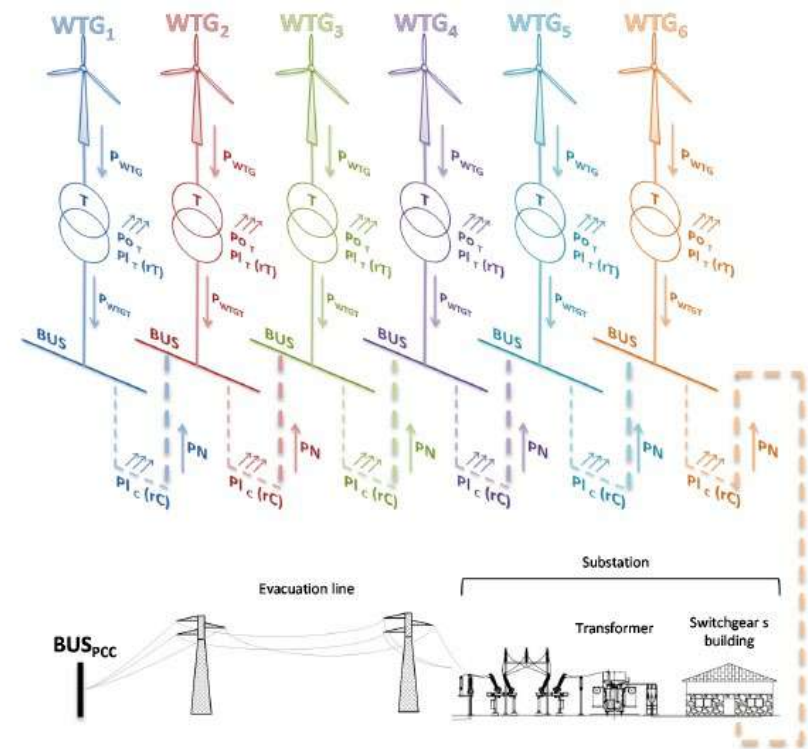 WTG1 WTG2 WTG3 WTG4 WTG5 WTG6
PWTG PWTG PWTG PWTG PWTG PWTG
T T T T T T
PO T PO T PO T PO T PO T PO T
Pl T (rT) Pl T (rT) Pl T (rT) Pl T (rT) Pl T (rT) Pl T (rT)
PWTGT PWTGT PWTGT PWTGT PWTGT PWTGT
BUS BUS BUS BUS BUS BUS
PN PN PN PN PN PN
Pl C (rC) Pl C (rC) Pl C (rC) Pl C (rC) Pl C (rC) Pl C (rC)
Substation
Evacuation line
Transformer
Switchgear s
building
BUSPCC